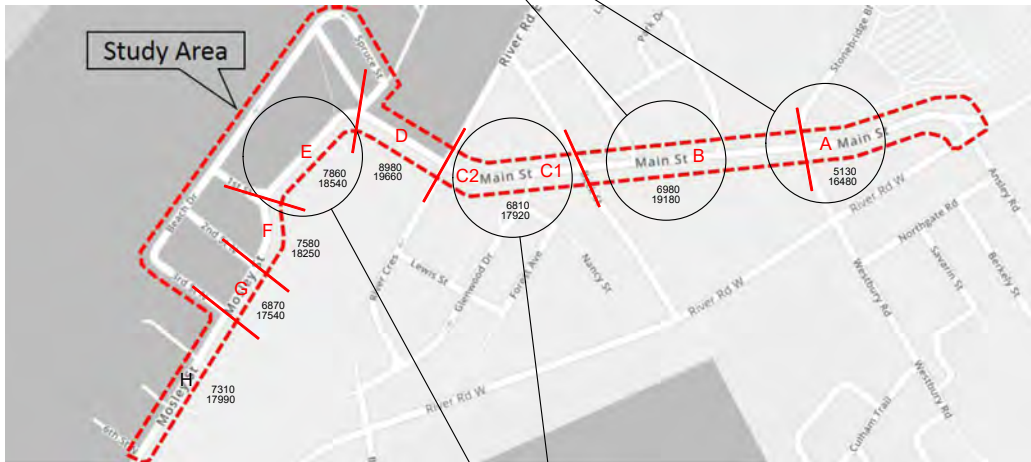 Study Area
Spruce St
River Rd E
Park Dr
Stonebridge Bl
D
E
8980
19660
7860
18540
C2
Main St
C1
6810
17920
Main St
B
6980
19180
A
Main St
5130
16480
River Rd W
Ansley Rd
Northgate Rd
Beach Dr
1st
F
7580
18250
2nd
3rd
G
Mosley St
6870
17540
River Cres
Lewis St
Glenwood Dr
Forest Ave
Nancy St
River Rd W
Savarin St
Berkely St
Westbury Rd
H
Mosley St
7310
17990
6th St
River Rd W
Westbury Rd
Culham Trail